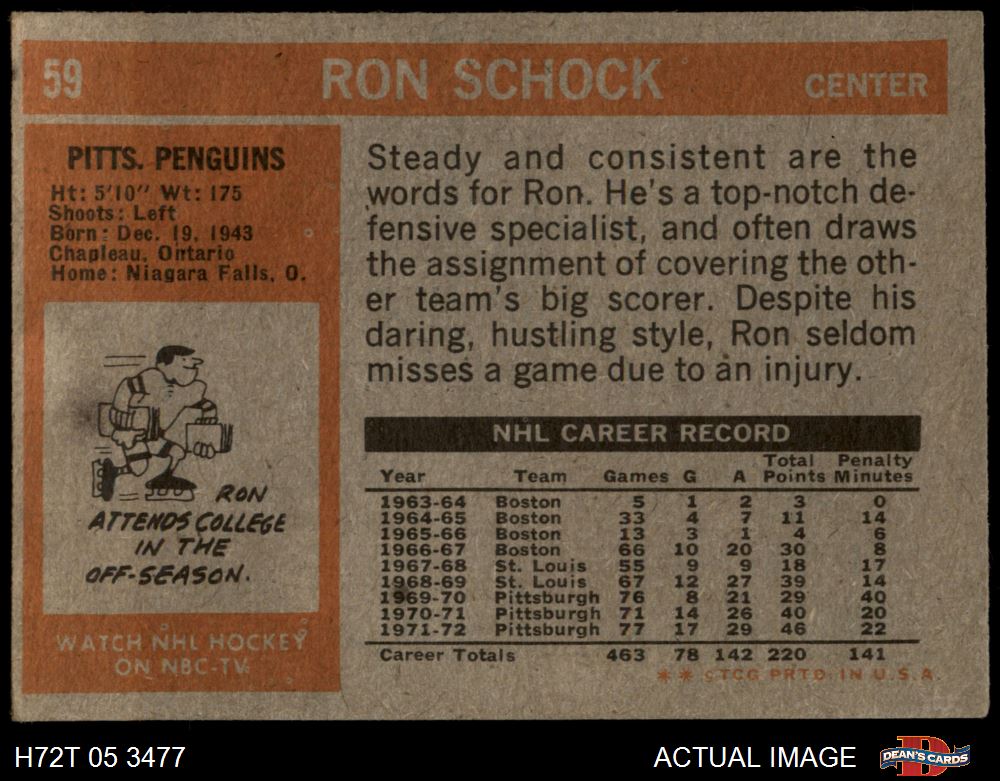 59 RON SCHOCK CENTER
PITTS. PENGUINS
Ht: 5'10" Wt: 175
Shoots: Left
Born: Dec. 19, 1943
Chapleau, Ontario
Home: Niagara Falls, O.
RON
ATTENDS COLLEGE
IN THE
OFF-SEASON.
WATCH NHL HOCKEY
ON NBC-TV
Steady and consistent are the
words for Ron. He's a top-notch de-
fensive specialist, and often draws
the assignment of covering the oth-
er team's big scorer. Despite his
daring, hustling style, Ron seldom
misses a game due to an injury.
NHL CAREER RECORD
Year Team Games G A Total Points Penalty Minutes
1963-64 Boston 5 1 2 3 0
1964-65 Boston 33 4 7 11 14
1965-66 Boston 13 3 1 4 6
1966-67 Boston 66 10 20 30 8
1967-68 St. Louis 55 9 9 18 17
1968-69 St. Louis 67 12 27 39 14
1969-70 Pittsburgh 76 8 21 29 40
1970-71 Pittsburgh 71 14 26 40 20
1971-72 Pittsburgh 77 17 29 46 22
Career Totals 463 78 142 220 141
** ©TCG PRTD. IN U.S.A.
H72T 05 3477 ACTUAL IMAGE DEAN'S CARDS